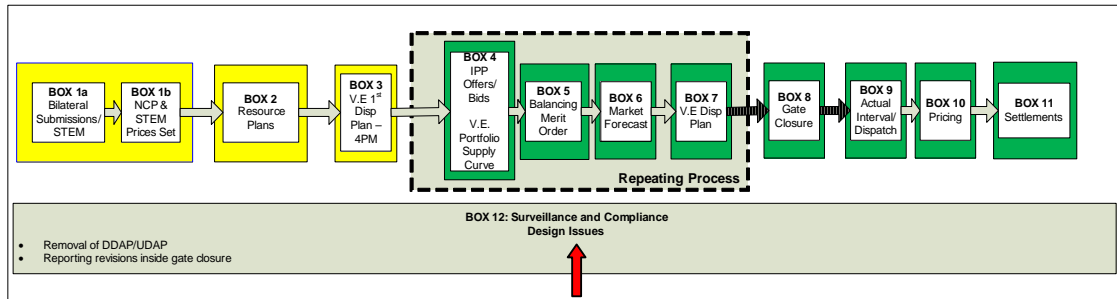 BOX 1a
Bilateral
Submissions/
STEM
BOX 1b
NCP &
STEM
Prices Set
BOX 2
Resource
Plans
BOX 3
V.E 1st
Disp
Plan –
4PM
BOX 4
IPP
Offers/
Bids
V.E.
Portfolio
Supply
Curve
BOX 5
Balancing
Merit
Order
BOX 6
Market
Forecast
BOX 7
V.E Disp
Plan
Repeating Process
BOX 8
Gate
Closure
BOX 9
Actual
Interval/
Dispatch
BOX 10
Pricing
BOX 11
Settlements
BOX 12: Surveillance and Compliance
Design Issues
• Removal of DDAP/UDAP
• Reporting revisions inside gate closure